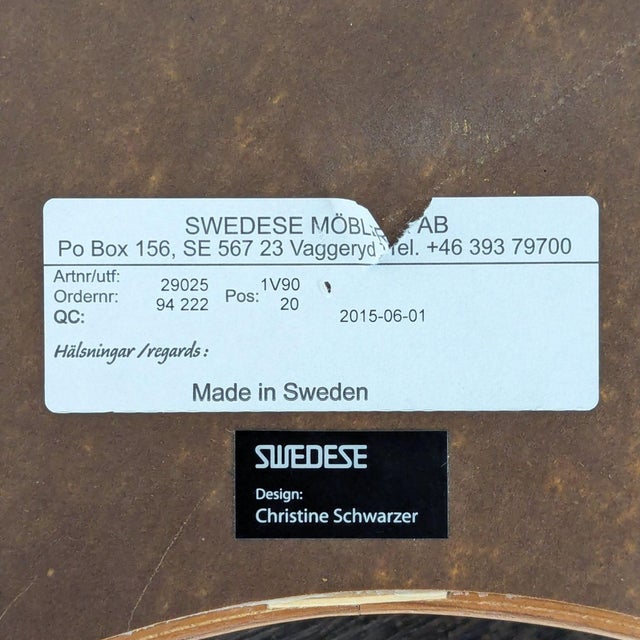 SWEDESE MÖBL AB
Po Box 156, SE 567 23 Vaggeryd Tel. +46 393 79700
Artnr/utf: 29025 1V90
Ordernr: 94 222 Pos: 20
QC: 2015-06-01
Hälsningar /regards :
Made in Sweden
SWEDESE
Design:
Christine Schwarzer